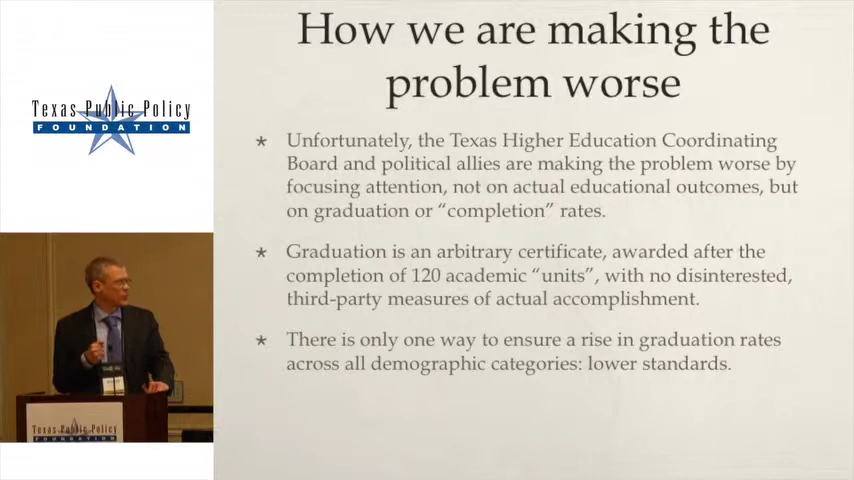 How we are making the
problem worse
Texas Public Policy
FOUNDATION
* Unfortunately, the Texas Higher Education Coordinating
Board and political allies are making the problem worse by
focusing attention, not on actual educational outcomes, but
on graduation or “completion” rates.
* Graduation is an arbitrary certificate, awarded after the
completion of 120 academic “units”, with no disinterested,
third-party measures of actual accomplishment.
* There is only one way to ensure a rise in graduation rates
across all demographic categories: lower standards.
Texas Public Policy
FOUNDATION